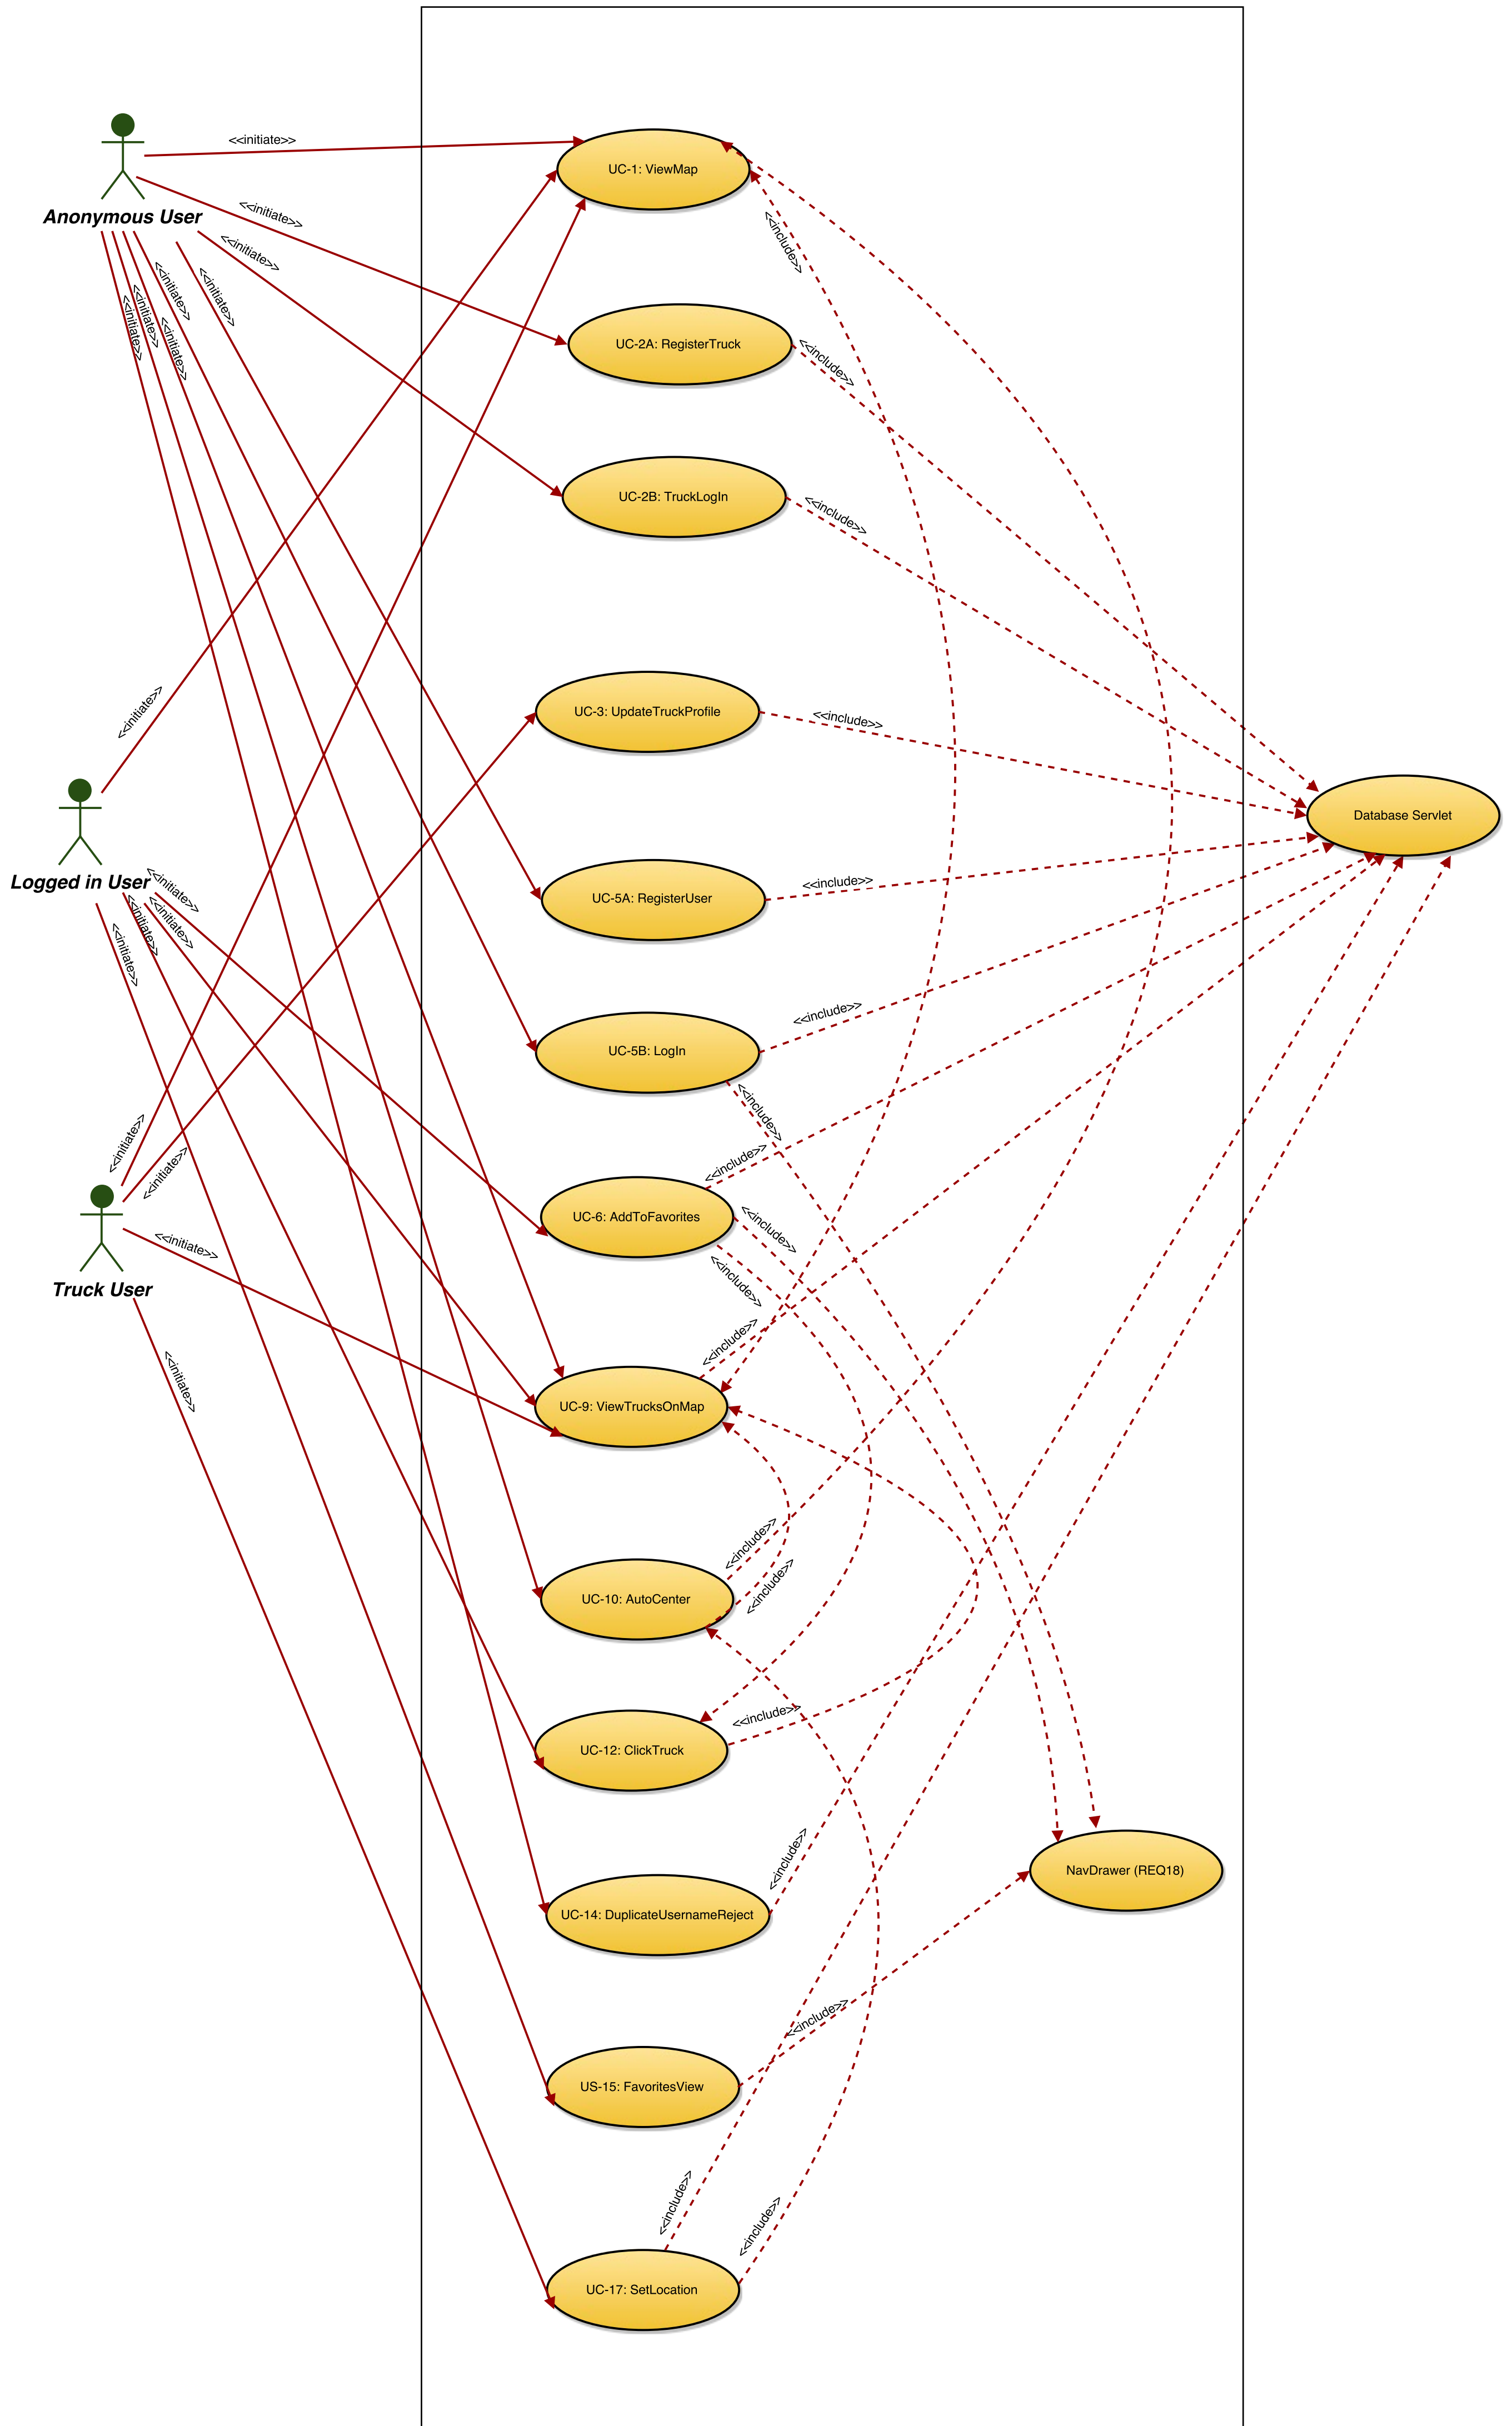 <<initiate>>
UC-1: ViewMap
Anonymous User
<<initiate>>
<<include>>
<<initiate>>
<<initiate>>
<<initiate>>
<<initiate>>
<<initiate>>
<<initiate>>
UC-2A: RegisterTruck
<<include>>
UC-2B: TruckLogIn
<<include>>
<<initiate>>
UC-3: UpdateTruckProfile
<<include>>
Database Servlet
Logged in User
<<initiate>>
<<initiate>>
<<initiate>>
<<initiate>>
UC-5A: RegisterUser
<<include>>
<<include>>
UC-5B: LogIn
<<include>>
<<initiate>>
<<initiate>>
<<include>>
UC-6: AddToFavorites
<<include>>
<<initiate>>
<<include>>
Truck User
<<include>>
<<initiate>>
UC-9: ViewTrucksOnMap
<<include>>
<<include>>
UC-10: AutoCenter
<<include>>
UC-12: ClickTruck
<<include>>
NavDrawer (REQ18)
UC-14: DuplicateUsernameReject
<<include>>
US-15: FavoritesView
<<include>>
<<include>>
UC-17: SetLocation